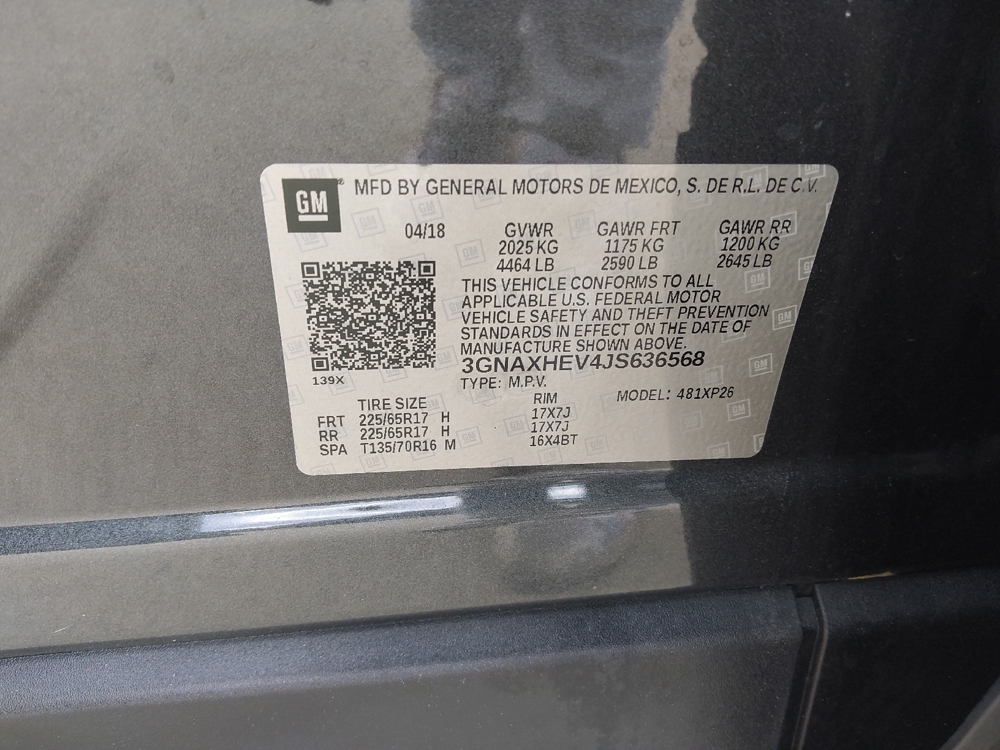 GM ® MFD BY GENERAL MOTORS DE MEXICO, S. DE R.L. DE C.V.
04/18 GVWR GAWR FRT GAWR RR
2025 KG 1175 KG 1200 KG
4464 LB 2590 LB 2645 LB
THIS VEHICLE CONFORMS TO ALL
APPLICABLE U.S. FEDERAL MOTOR
VEHICLE SAFETY AND THEFT PREVENTION
STANDARDS IN EFFECT ON THE DATE OF
MANUFACTURE SHOWN ABOVE.
3GNAXHEV4JS636568
139X
TYPE: M.P.V. MODEL: 481XP26
TIRE SIZE RIM
FRT 225/65R17 H 17X7J
RR 225/65R17 H 17X7J
SPA T135/70R16 M 16X4BT